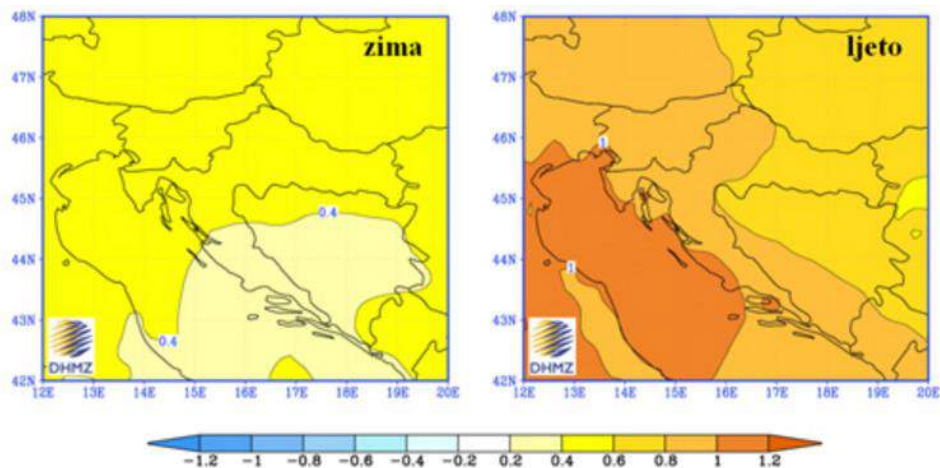 48N
zima
47N
46N
45N
0.4
44N
43N
0.4
DHMZ
42N
12E 13E 14E 15E 16E 17E 18E 19E 20E
48N
ljeto
47N
46N
1
45N
44N
1
43N
DHMZ
42N
12E 13E 14E 15E 16E 17E 18E 19E 20E
-1.2 -1 -0.8 -0.6 -0.4 -0.2 0.2 0.4 0.6 0.8 1 1.2